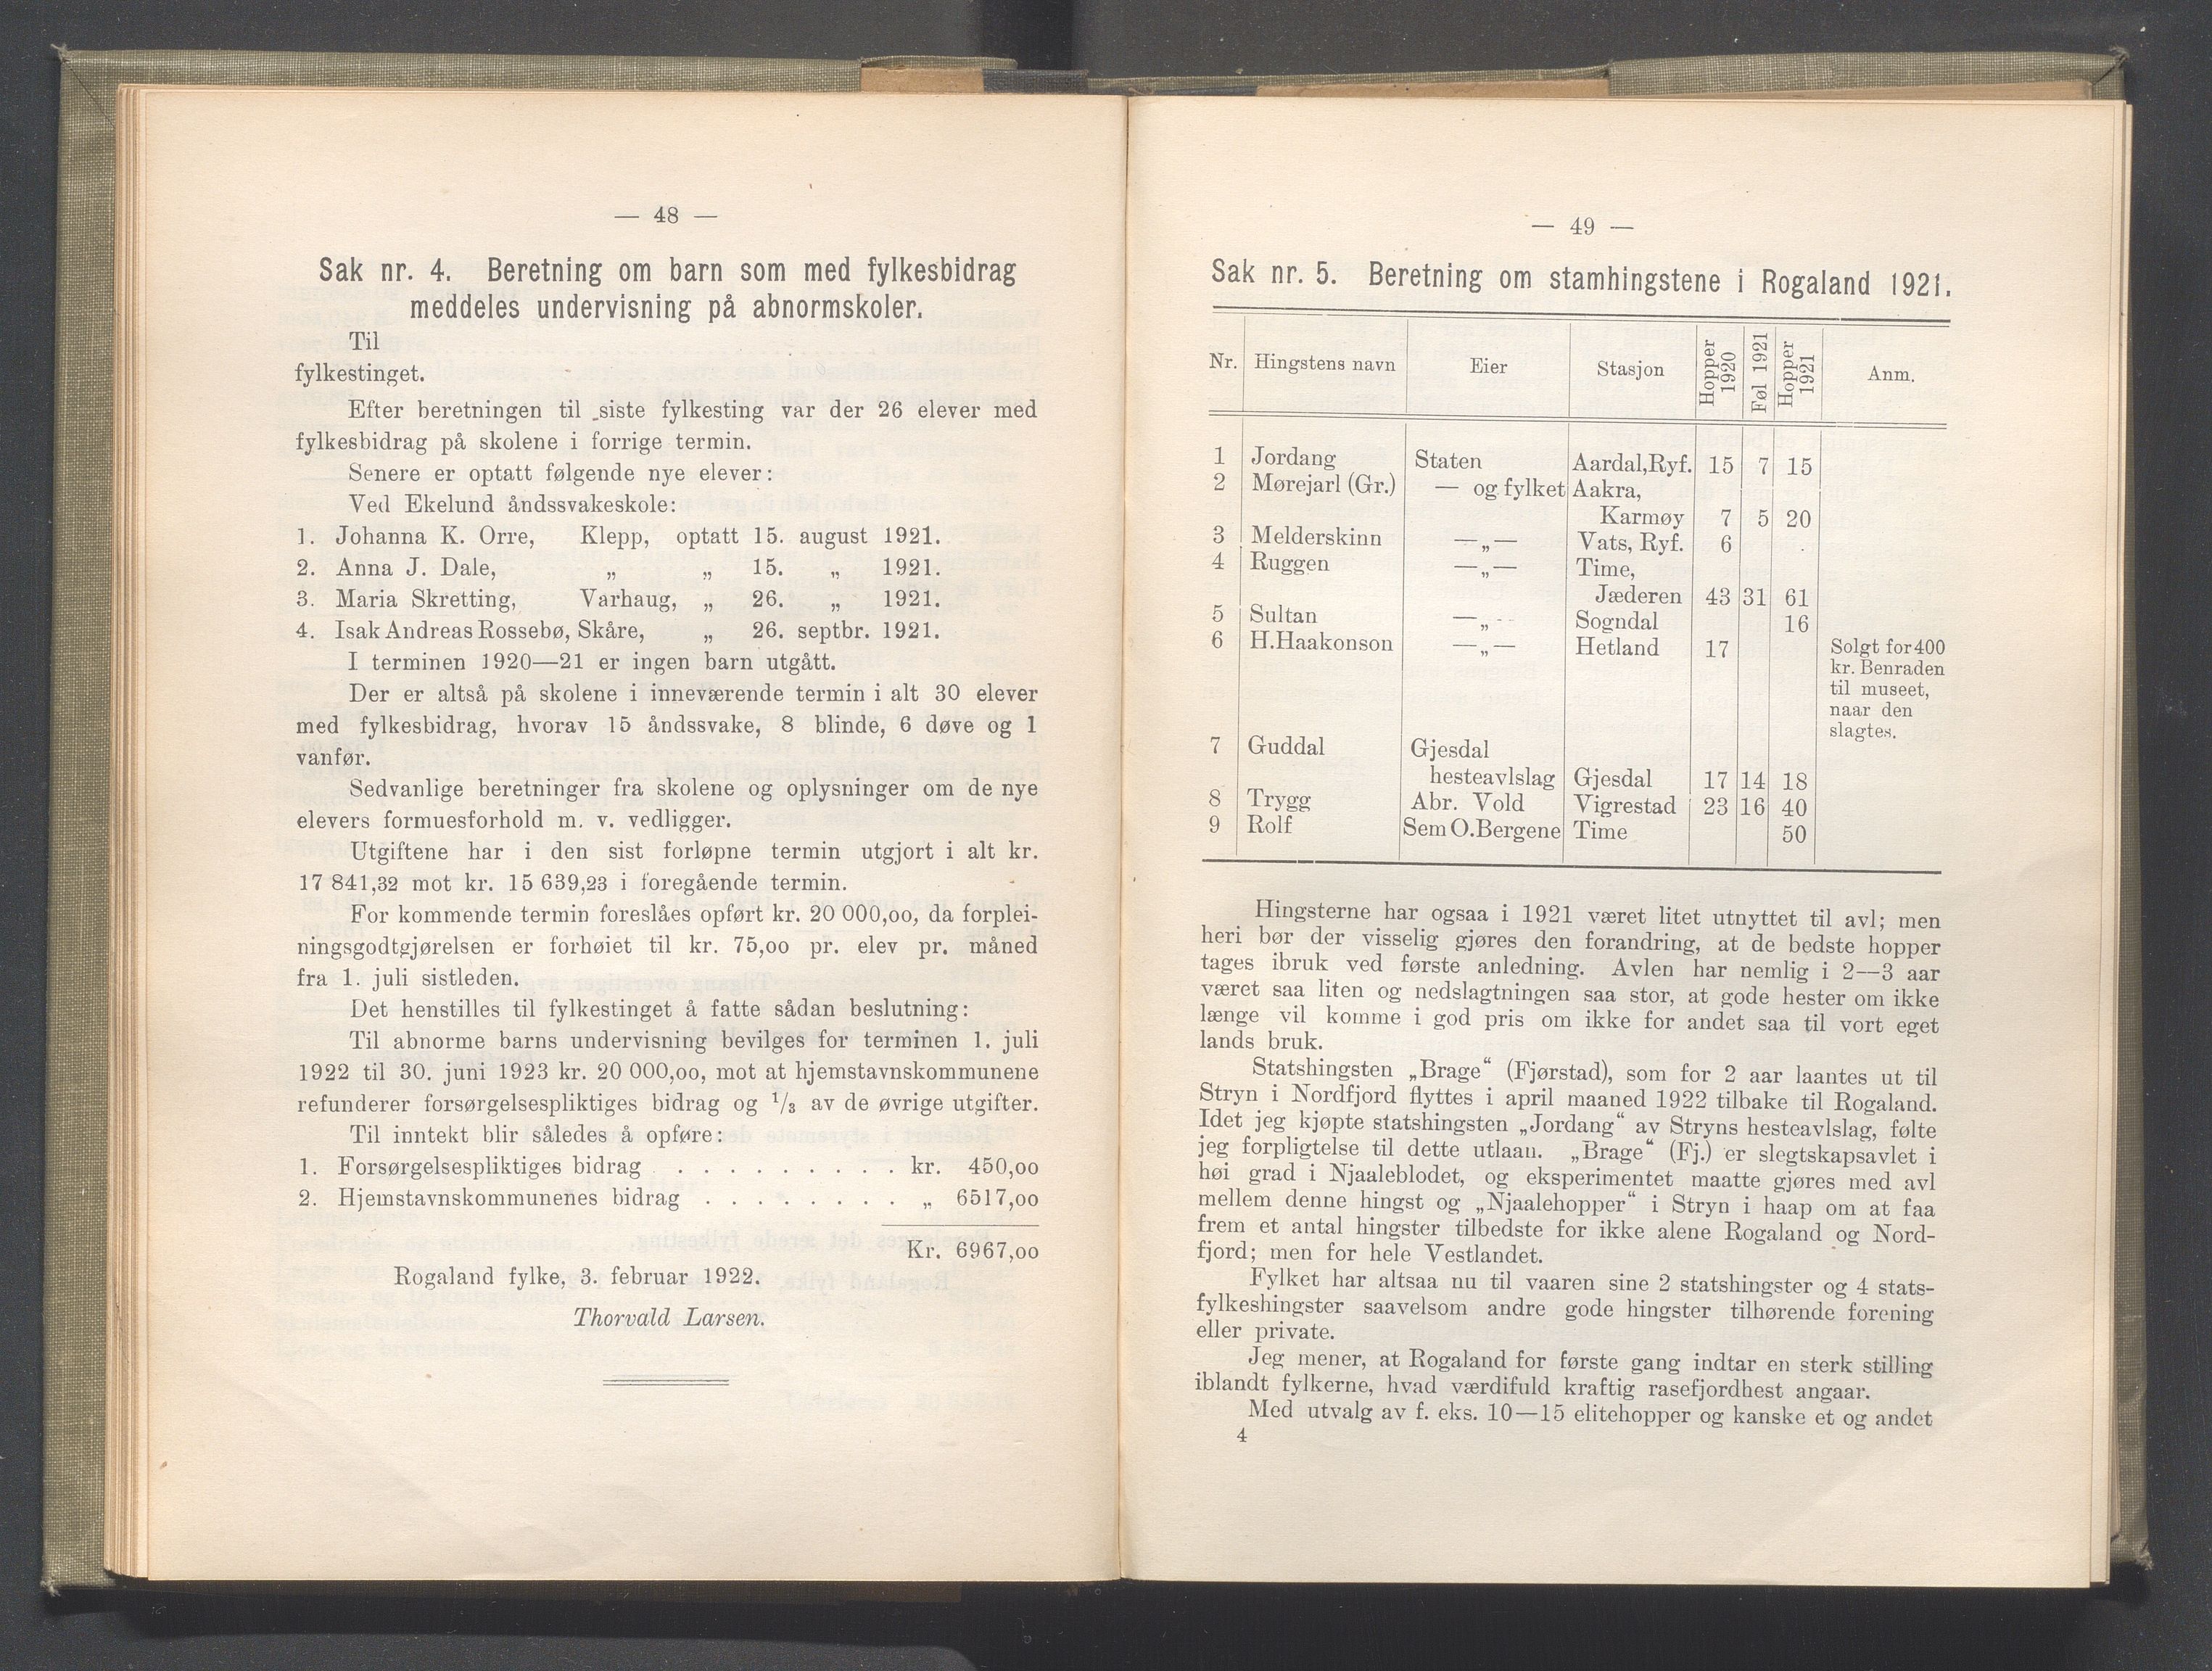 — 48 —
Sak nr. 4. Beretning om barn som med fylkesbidrag
meddeles undervisning på abnormskoler.
Til
fylkestinget.
Efter beretningen til siste fylkesting var der 26 elever med
fylkesbidrag på skolene i forrige termin.
Senere er optatt følgende nye elever:
Ved Ekelund åndssvakeskole:
1. Johanna K. Orre, Klepp, optatt 15. august 1921.
2. Anna J. Dale, „ „ 15. „ 1921.
3. Maria Skretting, Varhaug, „ 26. „ 1921.
4. Isak Andreas Rossebø, Skåre, „ 26. septbr. 1921.
I terminen 1920—21 er ingen barn utgått.
Der er altså på skolene i inneværende termin i alt 30 elever
med fylkesbidrag, hvorav 15 åndssvake, 8 blinde, 6 døve og 1
vanfør.
Sedvanlige beretninger fra skolene og oplysninger om de nye
elevers formuesforhold m. v. vedligger.
Utgiftene har i den sist forløpne termin utgjort i alt kr.
17 841,32 mot kr. 15 639,23 i foregående termin.
For kommende termin foreslåes opført kr. 20 000,00, da forplei-
ningsgodtgjørelsen er forhøiet til kr. 75,00 pr. elev pr. måned
fra 1. juli sistleden.
Det henstilles til fylkestinget å fatte sådan beslutning:
Til abnorme barns undervisning bevilges for terminen 1. juli
1922 til 30. juni 1923 kr. 20 000,00, mot at hjemstavnskommunene
refunderer forsørgelsespliktiges bidrag og 1/3 av de øvrige utgifter.
Til inntekt blir således å opføre:
1. Forsørgelsespliktiges bidrag . . . . . . . . . . kr. 450,00
2. Hjemstavnskommunenes bidrag . . . . . . . . „ 6517,00
Kr. 6967,00
Rogaland fylke, 3. februar 1922.
Thorvald Larsen.
— 49 —
Sak nr. 5. Beretning om stamhingstene i Rogaland 1921.
Nr. Hingstens navn Eier Stasjon Hopper 1920 Føl 1921 Hopper 1921 Anm.
1 Jordang Staten Aardal, Ryf. 15 7 15
2 Mørejarl (Gr.) — og fylket Aakra,
Karmøy 7 5 20
3 Melderskinn —„— Vats, Ryf. 6
4 Ruggen —„— Time,
Jæderen 43 31 61
5 Sultan —„— Sogndal 16
6 H. Haakonson —„— Hetland 17 Solgt for 400
kr. Benraden
til museet,
naar den
slagtes.
7 Guddal Gjesdal
hesteavlslag Gjesdal 17 14 18
8 Trygg Abr. Vold Vigrestad 23 16 40
9 Rolf Sem O. Bergene Time 50
Hingsterne har ogsaa i 1921 været litet utnyttet til avl; men
heri bør der visselig gjøres den forandring, at de bedste hopper
tages ibruk ved første anledning. Avlen har nemlig i 2—3 aar
været saa liten og nedslagtningen saa stor, at gode hester om ikke
længe vil komme i god pris om ikke for andet saa til vort eget
lands bruk.
Statshingsten „Brage“ (Fjørstad), som for 2 aar laantes ut til
Stryn i Nordfjord flyttes i april maaned 1922 tilbake til Rogaland.
Idet jeg kjøpte statshingsten „Jordang“ av Stryns hesteavlslag, følte
jeg forpligtelse til dette utlaan. „Brage“ (Fj.) er slegtskapsavlet i
høi grad i Njaaleblodet, og eksperimentet maatte gjøres med avl
mellem denne hingst og „Njaalehopper“ i Stryn i haap om at faa
frem et antal hingster tilbedste for ikke alene Rogaland og Nord-
fjord; men for hele Vestlandet.
Fylket har altsaa nu til vaaren sine 2 statshingster og 4 stats-
fylkeshingster saavelsom andre gode hingster tilhørende forening
eller private.
Jeg mener, at Rogaland for første gang indtar en sterk stilling
iblandt fylkerne, hvad værdifuld kraftig rasefjordhest angaar.
Med utvalg av f. eks. 10—15 elitehopper og kanske et og andet
4